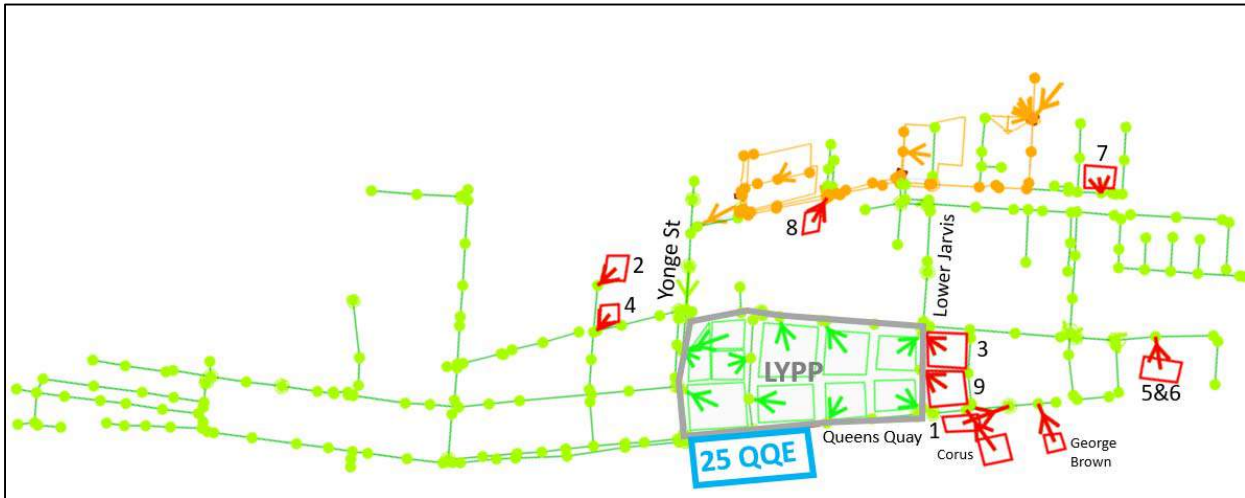 7
8
Yonge St
Lower Jarvis
2
4
LYPP
3
9
5&6
1
Queens Quay
Corus
George
Brown
25 QQE